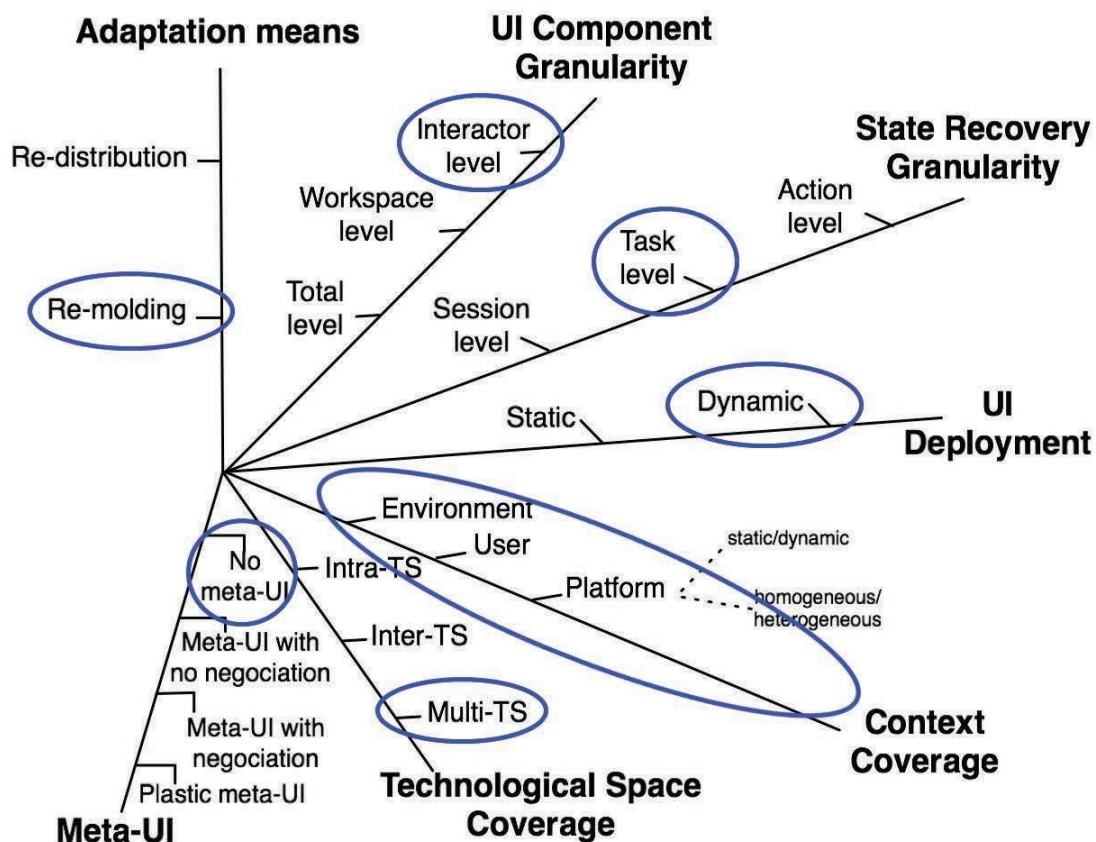 Adaptation means
UI Component
Granularity
State Recovery
Granularity
Re-distribution
Interactor
level
Workspace
level
Action
level
Task
level
Re-molding
Total
level
Session
level
Static
Dynamic
UI
Deployment
Environment
User
Platform
static/dynamic
homogeneous/
heterogeneous
No
meta-UI
Intra-TS
Inter-TS
Meta-UI with
no negociation
Multi-TS
Meta-UI with
negociation
Plastic meta-UI
Context
Coverage
Technological Space
Coverage
Meta-UI